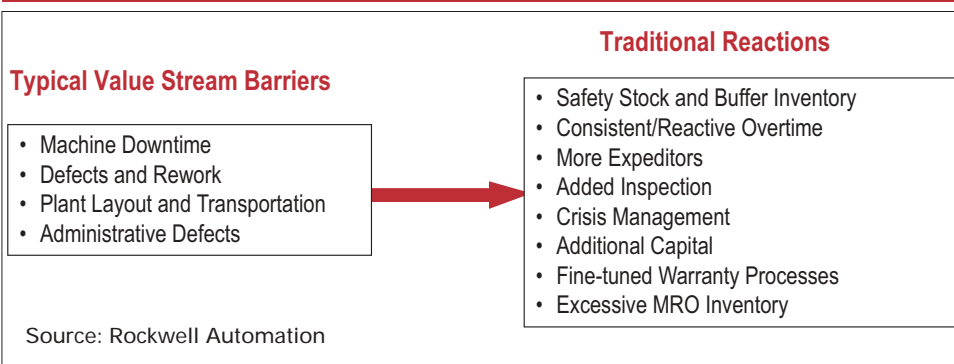 Typical Value Stream Barriers
• Machine Downtime
• Defects and Rework
• Plant Layout and Transportation
• Administrative Defects
Traditional Reactions
• Safety Stock and Buffer Inventory
• Consistent/Reactive Overtime
• More Expeditors
• Added Inspection
• Crisis Management
• Additional Capital
• Fine-tuned Warranty Processes
• Excessive MRO Inventory
Source: Rockwell Automation